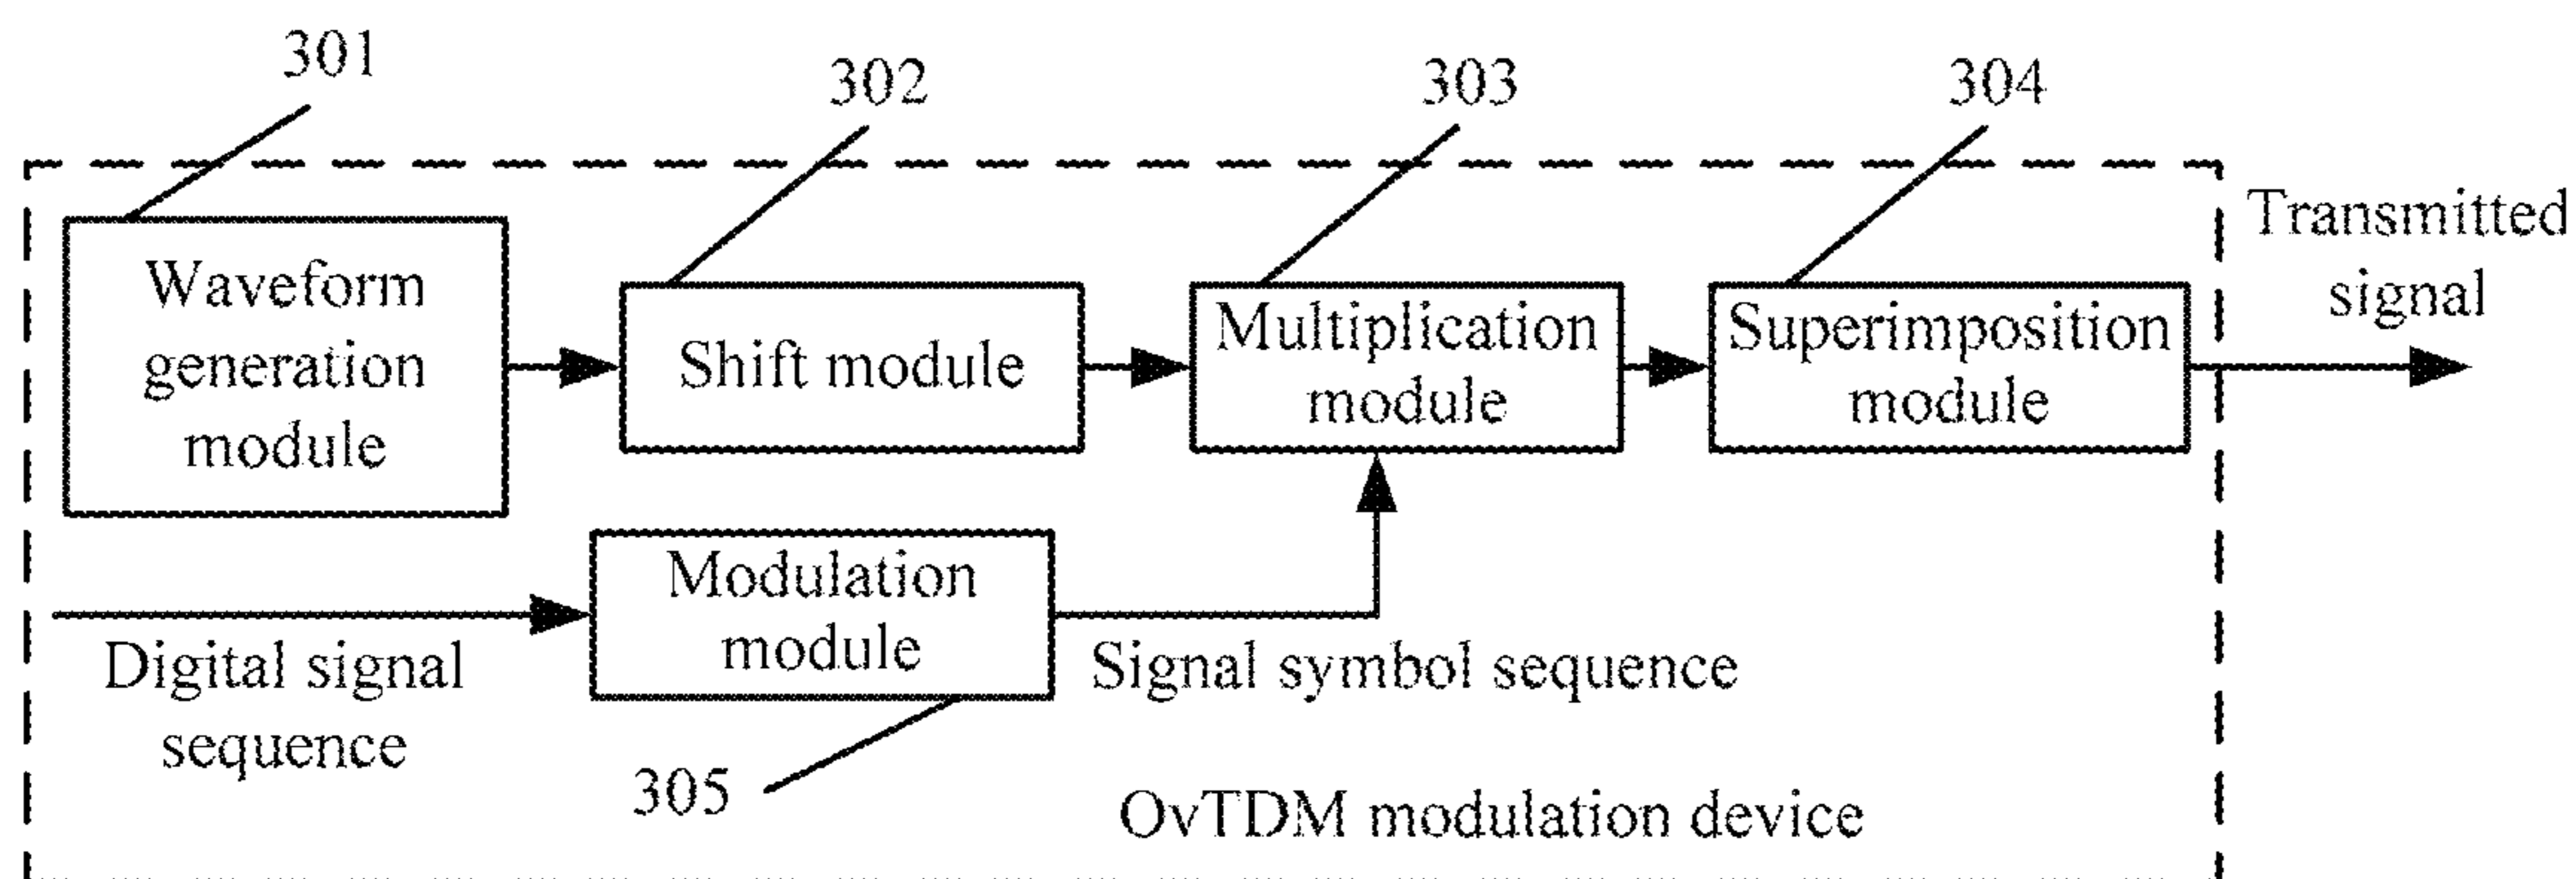 301
302
303
304
Waveform
generation
module
Shift module
Multiplication
module
Superimposition
module
Transmitted
signal
Digital signal
sequence
Modulation
module
Signal symbol sequence
305
OvTDM modulation device